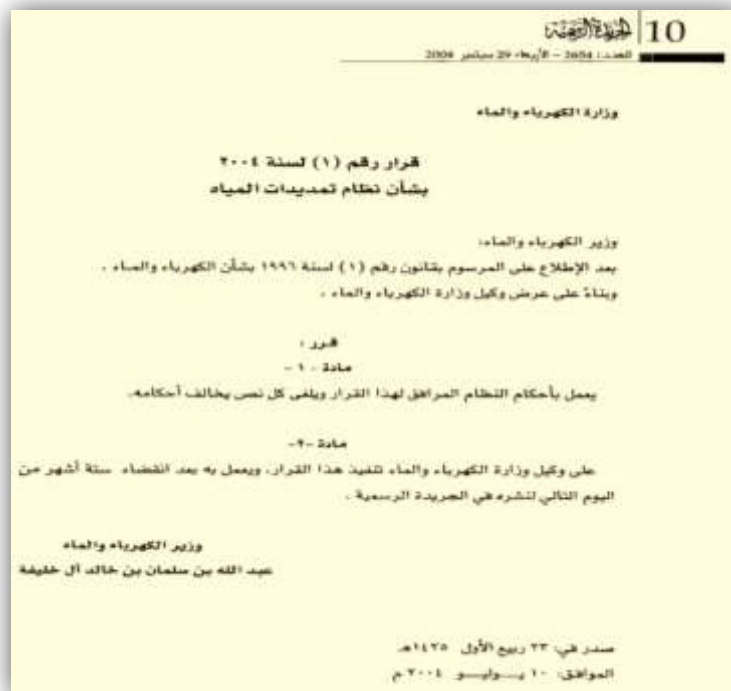 10 الجريدة الرسمية
العدد: 2654 – الأربعاء 29 سبتمبر 2004
وزارة الكهرباء والماء
قرار رقم (١) لسنة ٢٠٠٤
بشأن نظام تمديدات المياه
وزير الكهرباء والماء:
بعد الإطلاع على المرسوم بقانون رقم (١) لسنة ١٩٩٦ بشأن الكهرباء والماء ،
وبناءً على عرض وكيل وزارة الكهرباء والماء ،
قرر :
مادة - ١ -
يعمل بأحكام النظام المرافق لهذا القرار ويلغى كل نص يخالف أحكامه.
مادة -٢-
على وكيل وزارة الكهرباء والماء تنفيذ هذا القرار، ويعمل به بعد انقضاء ستة أشهر من
اليوم التالي لنشره في الجريدة الرسمية .
وزير الكهرباء والماء
عبد الله بن سلمان بن خالد آل خليفة
صدر في: ٢٣ ربيع الأول ١٤٢٥هـ
الموافق: ١٠ يـــولـيـــو ٢٠٠٤ م